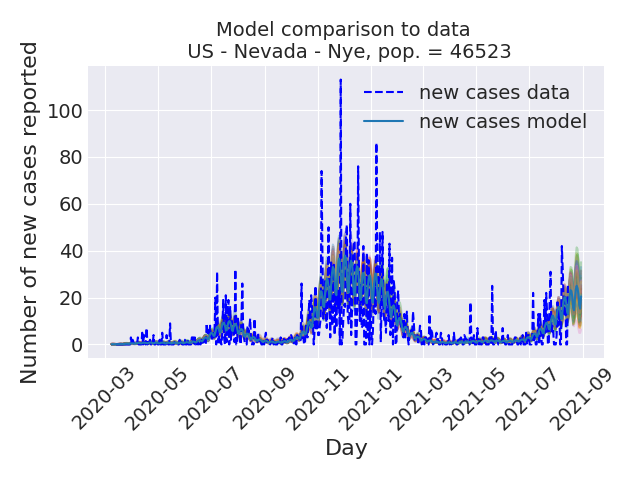 Model comparison to data
US - Nevada - Nye, pop. = 46523
Number of new cases reported
100
80
60
40
20
0
new cases data
new cases model
2020-03
2020-05
2020-07
2020-09
2020-11
2021-01
2021-03
2021-05
2021-07
2021-09
Day